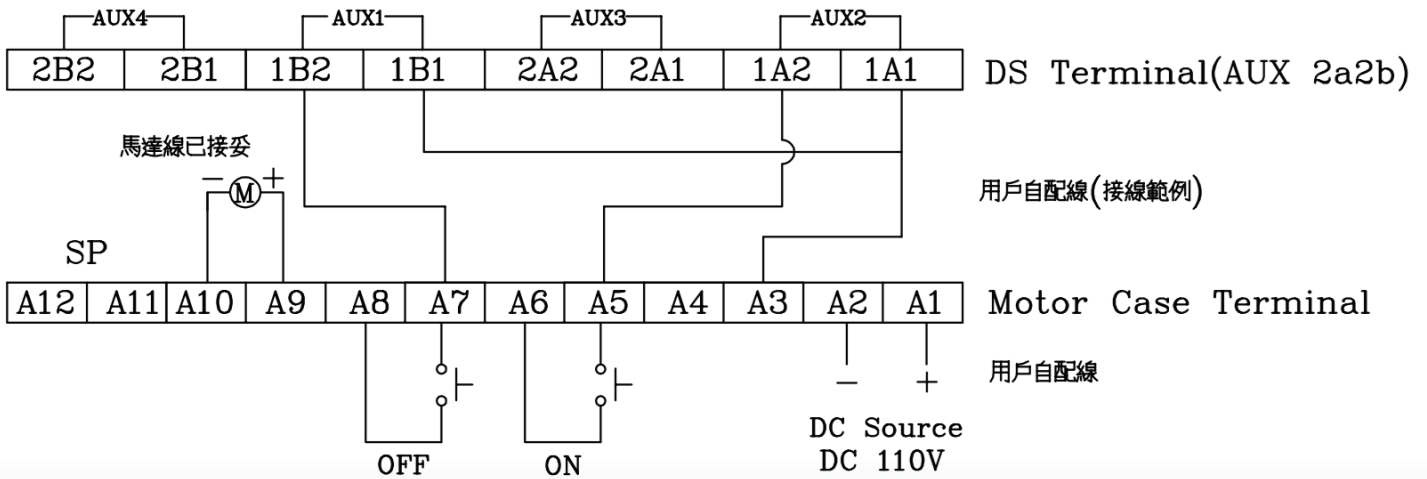 AUX4 AUX1 AUX3 AUX2
2B2 2B1 1B2 1B1 2A2 2A1 1A2 1A1 DS Terminal(AUX 2a2b)
馬達線已接妥
− M +
用戶自配線(接線範例)
SP
A12 A11 A10 A9 A8 A7 A6 A5 A4 A3 A2 A1 Motor Case Terminal
− + 用戶自配線
DC Source
OFF ON DC 110V